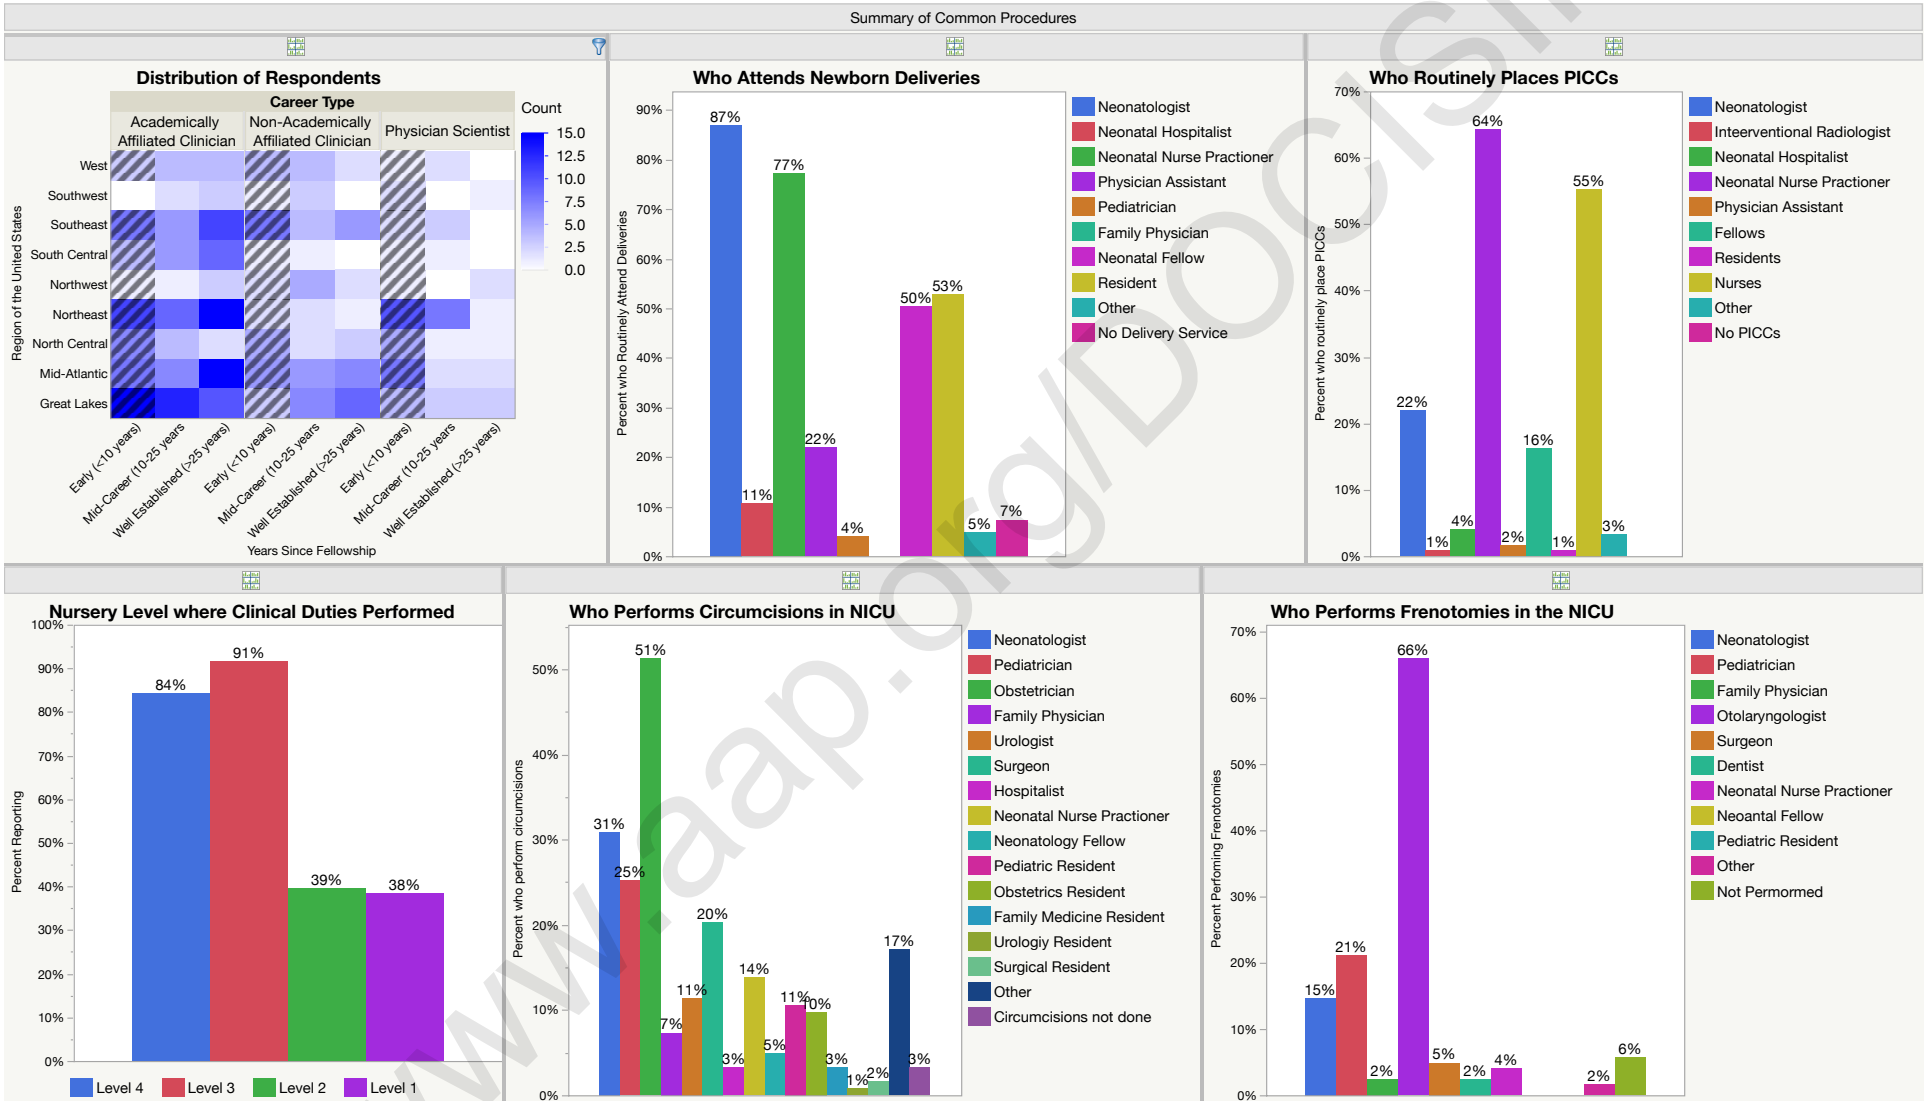 Summary of Common Procedures
Distribution of Respondents
Career Type
Academically
Affiliated Clinician
Non-Academically
Affiliated Clinician
Physician Scientist
Count
15.0
12.5
10.0
7.5
5.0
2.5
0.0
Region of the United States
West
Southwest
Southeast
South Central
Northwest
Northeast
North Central
Mid-Atlantic
Great Lakes
Early (<10 years)
Mid-Career (10-25 years
Well Established (>25 years)
Early (<10 years)
Mid-Career (10-25 years
Well Established (>25 years)
Early (<10 years)
Mid-Career (10-25 years
Well Established (>25 years)
Years Since Fellowship
Who Attends Newborn Deliveries
Percent who Routinely Attend Deliveries
90%
80%
70%
60%
50%
40%
30%
20%
10%
0%
87%
11%
77%
22%
4%
50%
53%
5%
7%
Neonatologist
Neonatal Hospitalist
Neonatal Nurse Practioner
Physician Assistant
Pediatrician
Family Physician
Neonatal Fellow
Resident
Other
No Delivery Service
Who Routinely Places PICCs
Percent who routinely place PICCs
70%
60%
50%
40%
30%
20%
10%
0%
22%
1%
4%
64%
2%
16%
1%
55%
3%
Neonatologist
Inteerventional Radiologist
Neonatal Hospitalist
Neonatal Nurse Practioner
Physician Assistant
Fellows
Residents
Nurses
Other
No PICCs
Nursery Level where Clinical Duties Performed
Percent Reporting
100%
90%
80%
70%
60%
50%
40%
30%
20%
10%
0%
84%
91%
39%
38%
Level 4
Level 3
Level 2
Level 1
Who Performs Circumcisions in NICU
Percent who perform circumcisions
50%
40%
30%
20%
10%
0%
31%
25%
51%
7%
11%
20%
3%
14%
5%
11%
10%
3%
1%
2%
17%
3%
Neonatologist
Pediatrician
Obstetrician
Family Physician
Urologist
Surgeon
Hospitalist
Neonatal Nurse Practioner
Neonatology Fellow
Pediatric Resident
Obstetrics Resident
Family Medicine Resident
Urologiy Resident
Surgical Resident
Other
Circumcisions not done
Who Performs Frenotomies in the NICU
Percent Perfoming Frenotomies
70%
60%
50%
40%
30%
20%
10%
0%
15%
21%
2%
66%
5%
2%
4%
2%
6%
Neonatologist
Pediatrician
Family Physician
Otolaryngologist
Surgeon
Dentist
Neonatal Nurse Practioner
Neoantal Fellow
Pediatric Resident
Other
Not Permormed